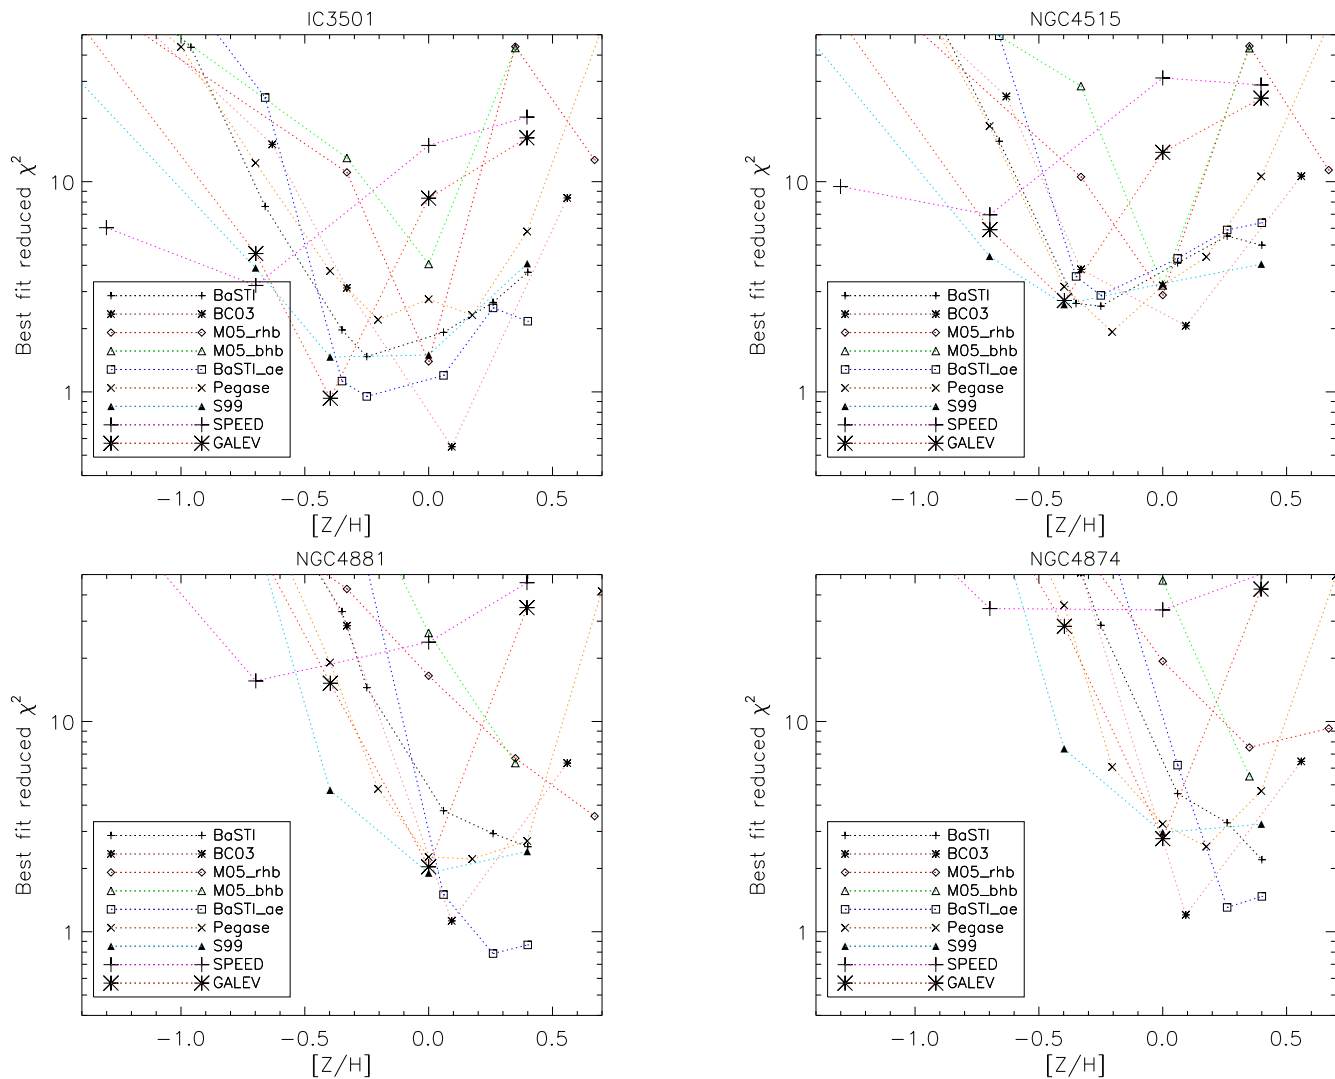 IC3501
Best fit reduced χ²
10
1
BaSTI
BC03
M05_rhb
M05_bhb
BaSTI_ae
Pegase
S99
SPEED
GALEV
−1.0 −0.5 0.0 0.5
[Z/H]
NGC4515
Best fit reduced χ²
10
1
BaSTI
BC03
M05_rhb
M05_bhb
BaSTI_ae
Pegase
S99
SPEED
GALEV
−1.0 −0.5 0.0 0.5
[Z/H]
NGC4881
Best fit reduced χ²
10
1
BaSTI
BC03
M05_rhb
M05_bhb
BaSTI_ae
Pegase
S99
SPEED
GALEV
−1.0 −0.5 0.0 0.5
[Z/H]
NGC4874
Best fit reduced χ²
10
1
BaSTI
BC03
M05_rhb
M05_bhb
BaSTI_ae
Pegase
S99
SPEED
GALEV
−1.0 −0.5 0.0 0.5
[Z/H]